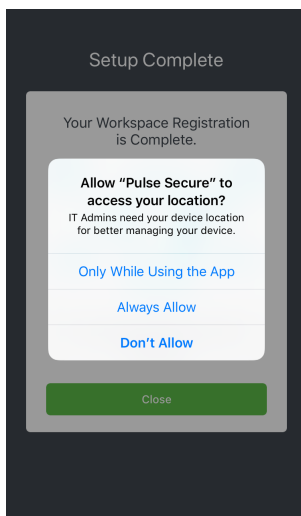 Setup Complete
Your Workspace Registration
is Complete.
Allow “Pulse Secure” to
access your location?
IT Admins need your device location
for better managing your device.
Only While Using the App
Always Allow
Don’t Allow
Close